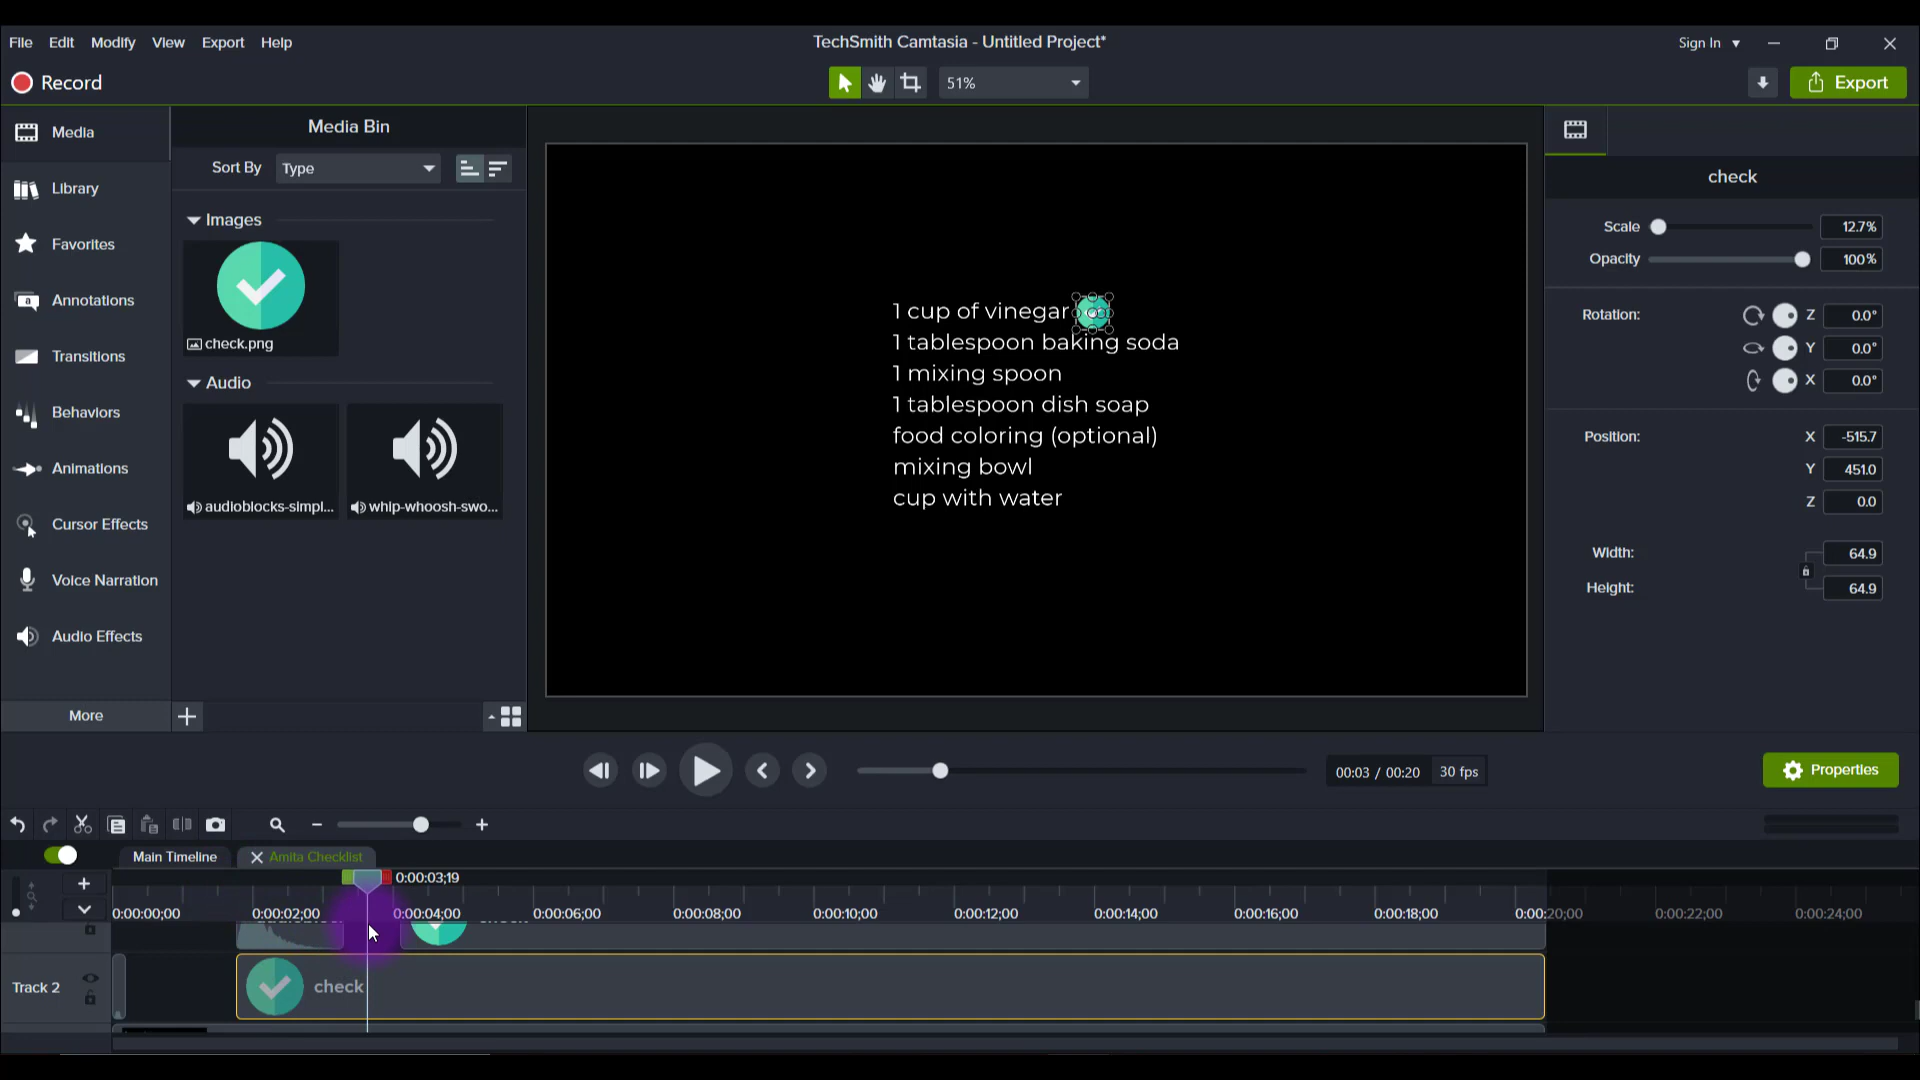 File Edit Modify View Export Help
TechSmith Camtasia - Untitled Project*
Sign In
Record
51%
Export
Media
Library
Favorites
Annotations
Transitions
Behaviors
Animations
Cursor Effects
Voice Narration
Audio Effects
More
Media Bin
Sort By Type
Images
check.png
Audio
audioblocks-simpl...
whip-whoosh-swo...
1 cup of vinegar
1 tablespoon baking soda
1 mixing spoon
1 tablespoon dish soap
food coloring (optional)
mixing bowl
cup with water
check
Scale 12.7%
Opacity 100%
Rotation: Z 0.0°
Y 0.0°
X 0.0°
Position: X -515.7
Y 451.0
Z 0.0
Width: 64.9
Height: 64.9
00:03 / 00:20 30 fps
Properties
Main Timeline
Amita Checklist
0:00:03;19
0:00:00;00 0:00:02;00 0:00:04;00 0:00:06;00 0:00:08;00 0:00:10;00 0:00:12;00 0:00:14;00 0:00:16;00 0:00:18;00 0:00:20;00 0:00:22;00 0:00:24;00
Track 2
check